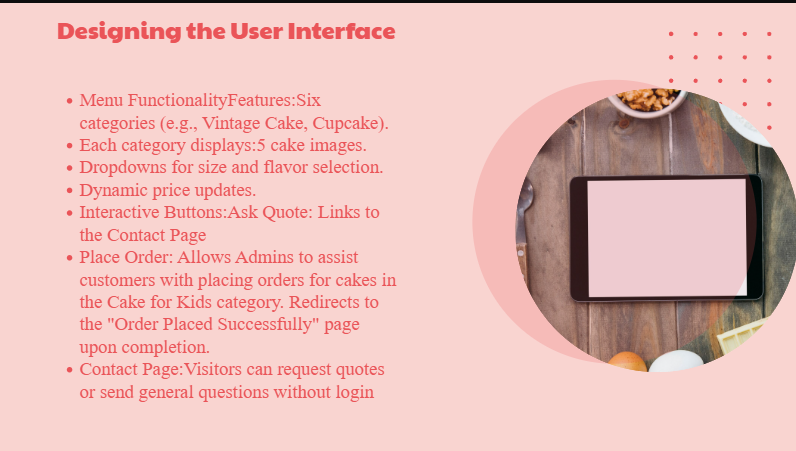 Designing the User Interface
• Menu FunctionalityFeatures:Six
categories (e.g., Vintage Cake, Cupcake).
• Each category displays:5 cake images.
• Dropdowns for size and flavor selection.
• Dynamic price updates.
• Interactive Buttons:Ask Quote: Links to
the Contact Page
• Place Order: Allows Admins to assist
customers with placing orders for cakes in
the Cake for Kids category. Redirects to
the "Order Placed Successfully" page
upon completion.
• Contact Page:Visitors can request quotes
or send general questions without login